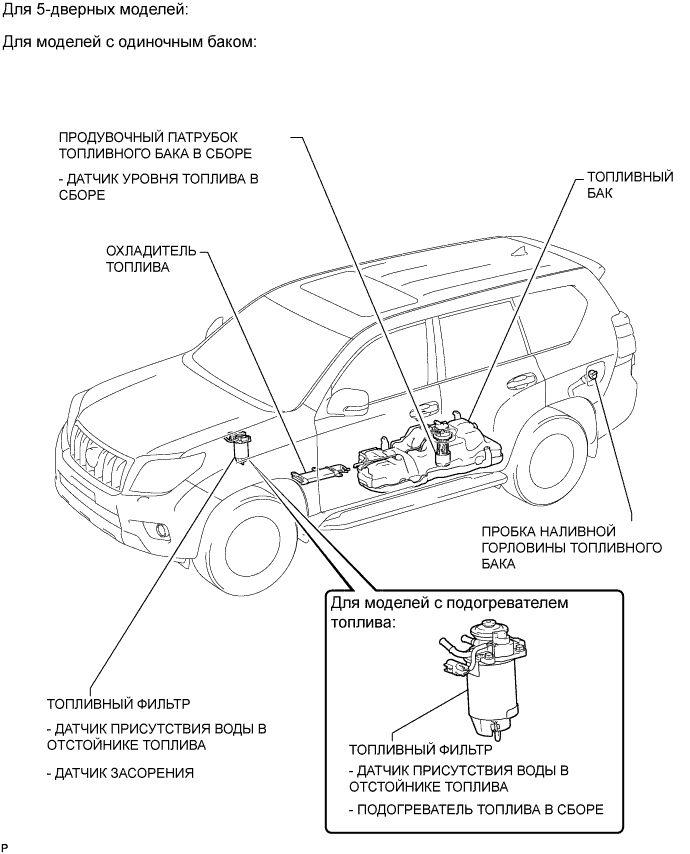 Для 5-дверных моделей:
Для моделей с одиночным баком:
ПРОДУВОЧНЫЙ ПАТРУБОК
ТОПЛИВНОГО БАКА В СБОРЕ
- ДАТЧИК УРОВНЯ ТОПЛИВА В
СБОРЕ
ТОПЛИВНЫЙ
БАК
ОХЛАДИТЕЛЬ
ТОПЛИВА
ПРОБКА НАЛИВНОЙ
ГОРЛОВИНЫ ТОПЛИВНОГО
БАКА
Для моделей с подогревателем
топлива:
ТОПЛИВНЫЙ ФИЛЬТР
- ДАТЧИК ПРИСУТСТВИЯ ВОДЫ В
ОТСТОЙНИКЕ ТОПЛИВА
- ДАТЧИК ЗАСОРЕНИЯ
ТОПЛИВНЫЙ ФИЛЬТР
- ДАТЧИК ПРИСУТСТВИЯ ВОДЫ В
ОТСТОЙНИКЕ ТОПЛИВА
- ПОДОГРЕВАТЕЛЬ ТОПЛИВА В СБОРЕ
P